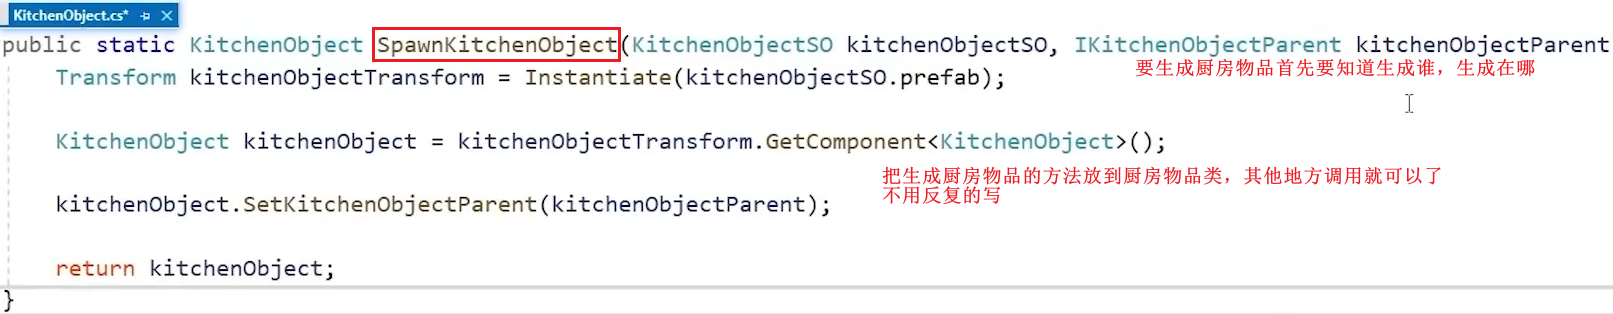 KitchenObject.cs*
public static KitchenObject SpawnKitchenObject(KitchenObjectSO kitchenObjectSO, IKitchenObjectParent kitchenObjectParent
Transform kitchenObjectTransform = Instantiate(kitchenObjectSO.prefab);
要生成厨房物品首先要知道生成谁，生成在哪
KitchenObject kitchenObject = kitchenObjectTransform.GetComponent<KitchenObject>();
把生成厨房物品的方法放到厨房物品类，其他地方调用就可以了
不用反复的写
kitchenObject.SetKitchenObjectParent(kitchenObjectParent);
return kitchenObject;
}